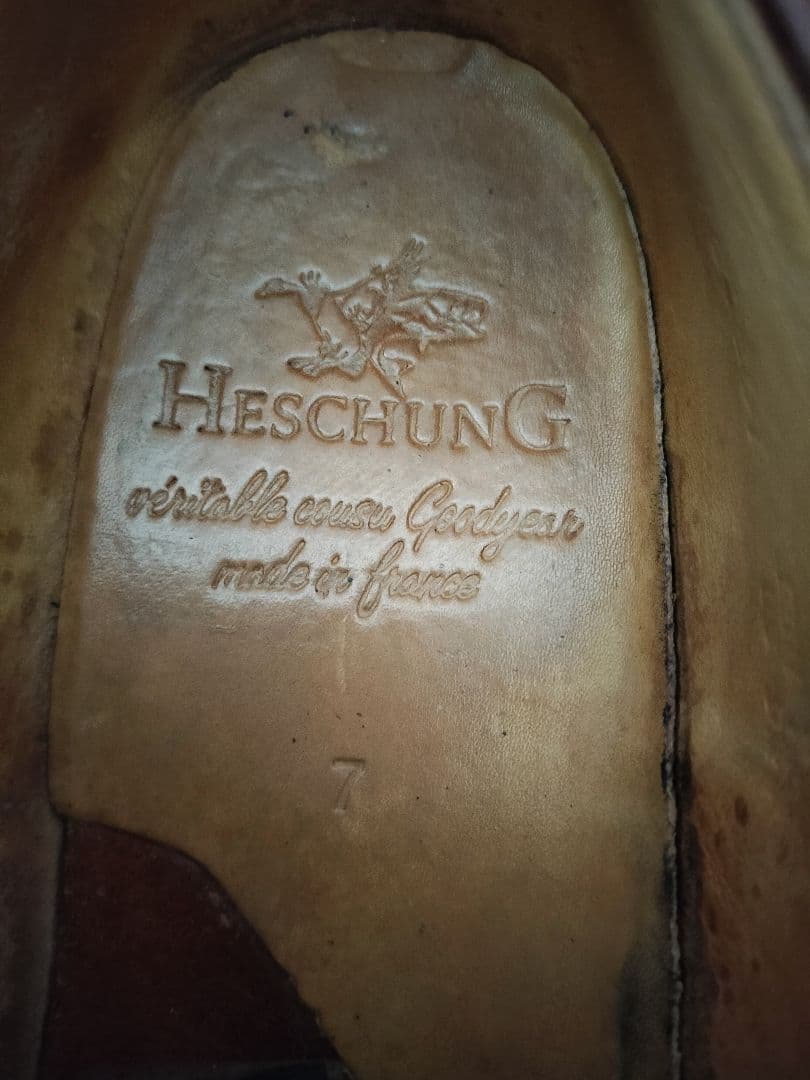 HESCHUNG
véritable cousu Goodyear
made in france
7